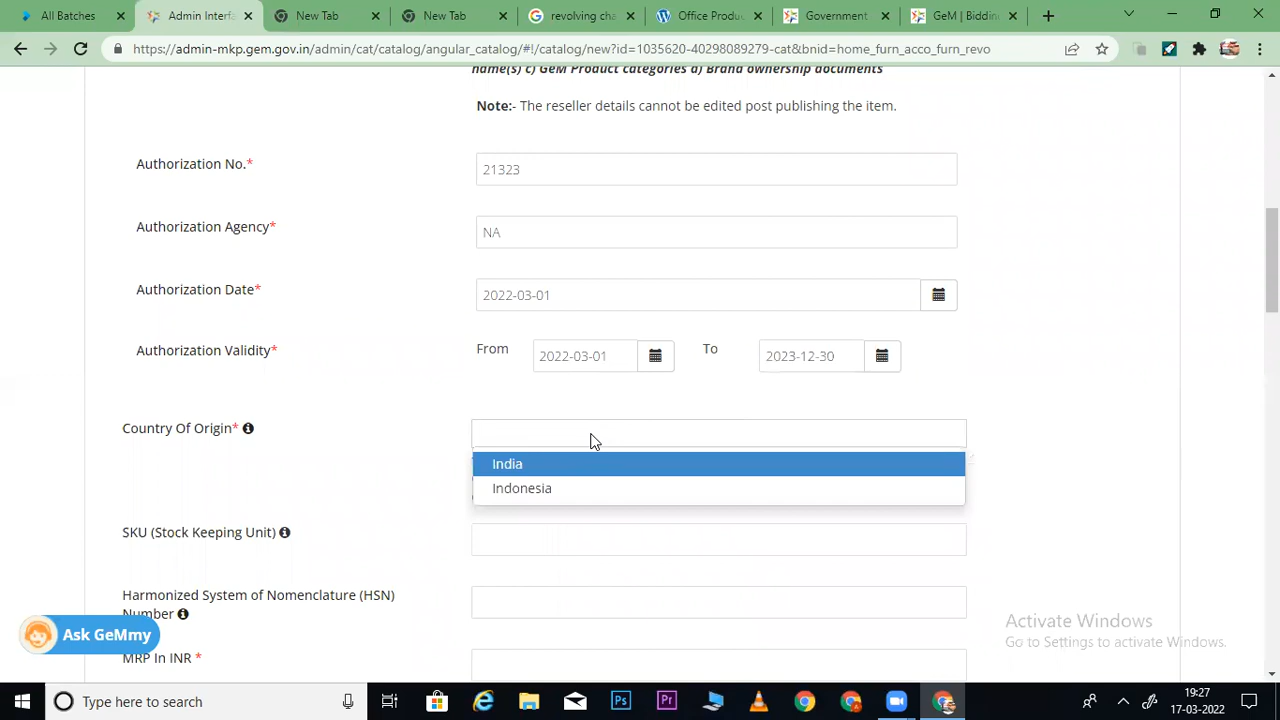 All Batches
Admin Interfa
New Tab
New Tab
revolving cha
Office Produc
Government
GeM | Bidding
https://admin-mkp.gem.gov.in/admin/cat/catalog/angular_catalog/#!/catalog/new?id=1035620-40298089279-cat&bnid=home_furn_acco_furn_revo
name(s) c) GeM Product categories d) Brand ownership documents
Note:- The reseller details cannot be edited post publishing the item.
Authorization No.*
21323
Authorization Agency*
NA
Authorization Date*
2022-03-01
Authorization Validity*
From
2022-03-01
To
2023-12-30
Country Of Origin*
India
Indonesia
SKU (Stock Keeping Unit)
Harmonized System of Nomenclature (HSN)
Number
MRP In INR *
Ask GeMmy
Activate Windows
Go to Settings to activate Windows.
Type here to search
19:27
17-03-2022